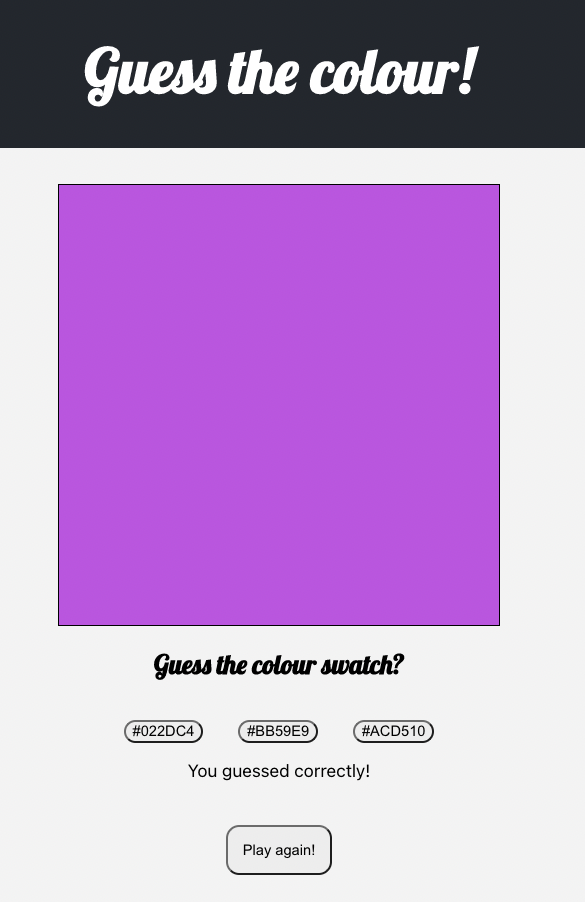 Guess the colour!
Guess the colour swatch?
#022DC4 #BB59E9 #ACD510
You guessed correctly!
Play again!